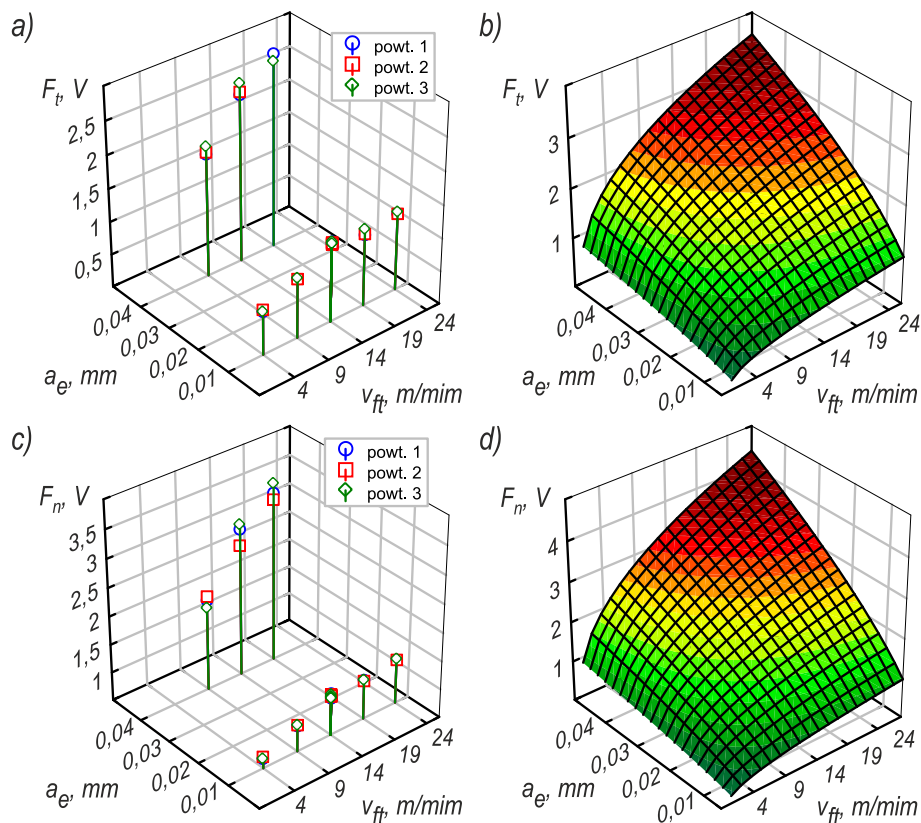 a)
F_t, V
2,5
2
1,5
1
0,5
0,04
0,03
0,02
0,01
a_e, mm
4
9
14
19
24
v_ft, m/mim
powt. 1
powt. 2
powt. 3
b)
F_t, V
3
2
1
0,04
0,03
0,02
0,01
a_e, mm
4
9
14
19
24
v_ft, m/mim
c)
F_n, V
3,5
3
2,5
2
1,5
1
0,04
0,03
0,02
0,01
a_e, mm
4
9
14
19
24
v_ft, m/mim
powt. 1
powt. 2
powt. 3
d)
F_n, V
4
3
2
1
0,04
0,03
0,02
0,01
a_e, mm
4
9
14
19
24
v_ft, m/mim